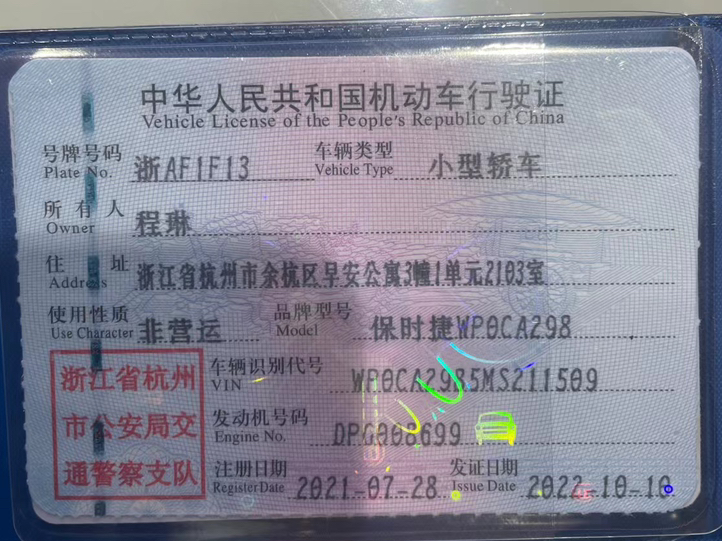 中华人民共和国机动车行驶证
Vehicle License of the People's Republic of China
号牌号码 浙AF1F13 车辆类型 小型轿车
Plate No. Vehicle Type
所有人 程琳
Owner
住址 浙江省杭州市余杭区早安公寓3幢1单元2103室
Address
使用性质 非营运 品牌型号 保时捷WP0CA298
Use Character Model
浙江省杭州
市公安局交
通警察支队
车辆识别代号 WP0CA2985MS211509
VIN
发动机号码 DPG008699
Engine No.
注册日期 2021-07-28 发证日期 2022-10-10
Register Date Issue Date